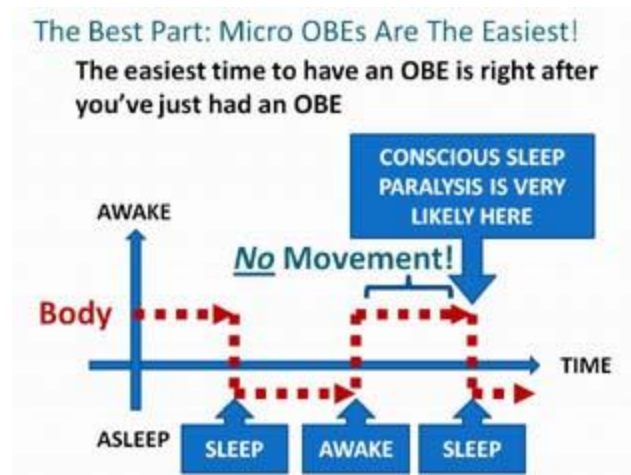 The Best Part: Micro OBEs Are The Easiest!
The easiest time to have an OBE is right after
you've just had an OBE
CONSCIOUS SLEEP
PARALYSIS IS VERY
LIKELY HERE
AWAKE
No Movement!
Body
TIME
ASLEEP
SLEEP
AWAKE
SLEEP